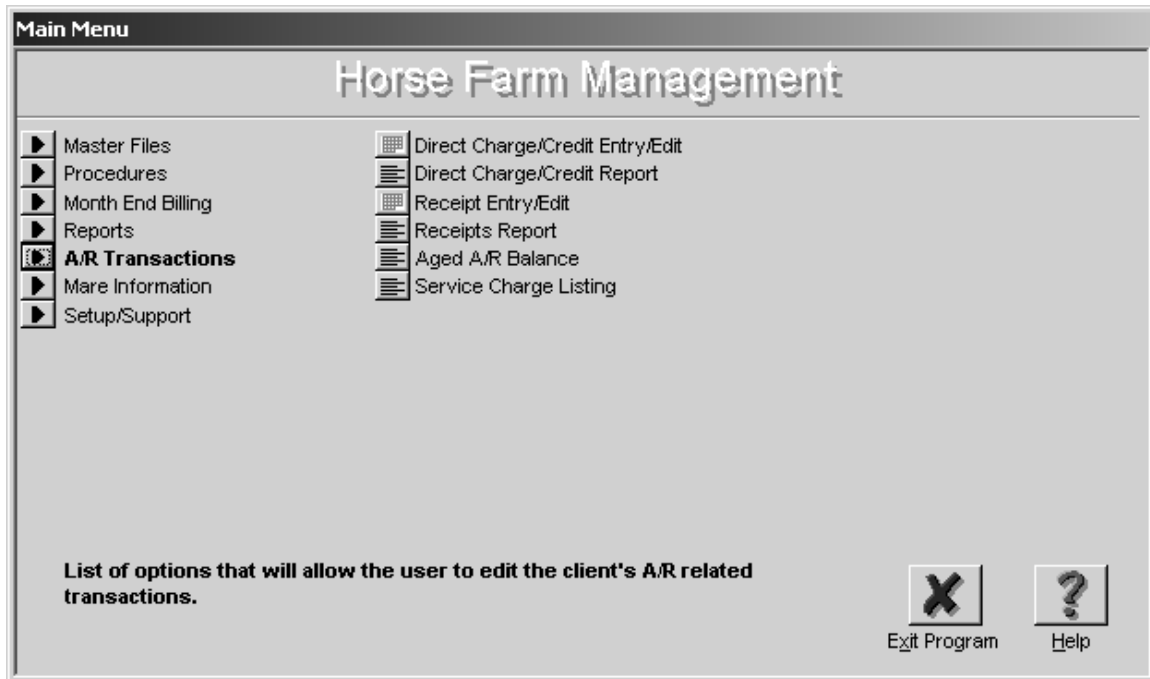 Main Menu
Horse Farm Management
Master Files
Procedures
Month End Billing
Reports
A/R Transactions
Mare Information
Setup/Support
Direct Charge/Credit Entry/Edit
Direct Charge/Credit Report
Receipt Entry/Edit
Receipts Report
Aged A/R Balance
Service Charge Listing
List of options that will allow the user to edit the client's A/R related
transactions.
Exit Program
Help